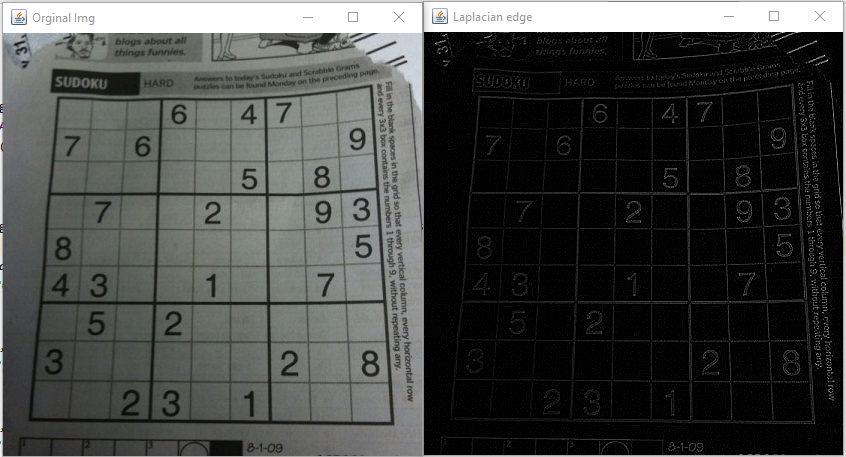 Orginal Img
blogs about all
things funnies.
SUDOKU HARD
Answers to today's Sudoku and Scrabble Grams
puzzles can be found Monday on the preceding page.
6 4 7
7 6 9
5 8
7 2 9 3
8 5
4 3 1 7
5 2
3 2 8
2 3 1
Fill in the blank spaces in the grid so that every vertical column, every horizontal row
and every 3x3 box contains the numbers 1 through 9, without repeating any.
1 2 3
8-1-09
Laplacian edge
blogs about all
things funnies.
SUDOKU HARD
Answers to today's Sudoku and Scrabble Grams
puzzles can be found Monday on the preceding page.
6 4 7
7 6 9
5 8
7 2 9 3
8 5
4 3 1 7
5 2
3 2 8
2 3 1
Fill in the blank spaces in the grid so that every vertical column, every horizontal row
and every 3x3 box contains the numbers 1 through 9, without repeating any.
8-1-09